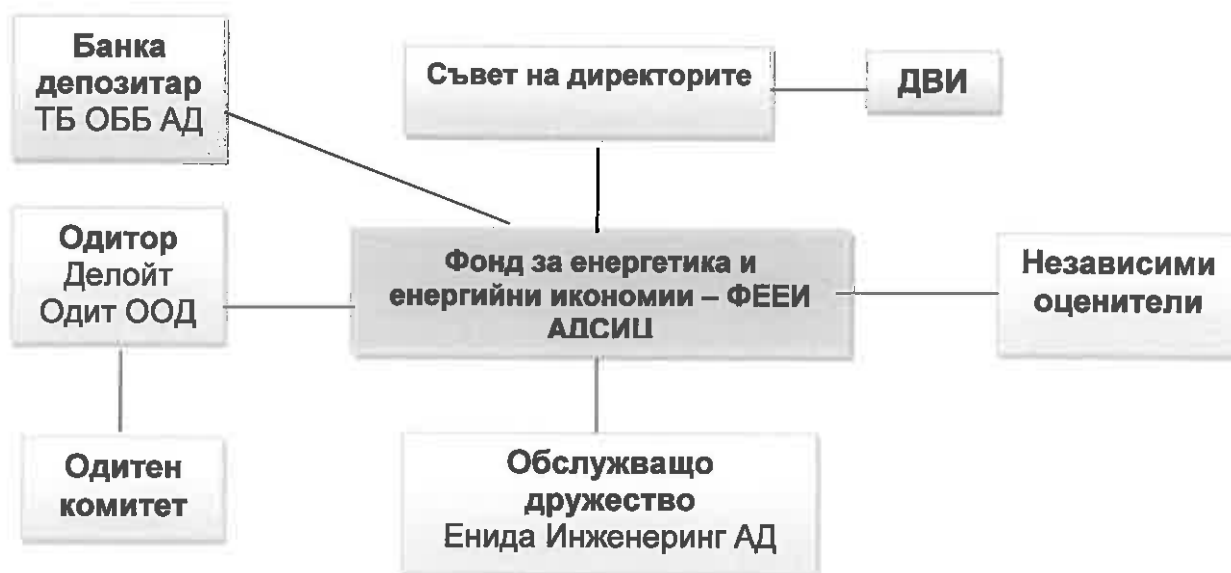 Банка
депозитар
ТБ ОББ АД
Съвет на директорите
ДВИ
Одитор
Делойт
Одит ООД
Фонд за енергетика и
енергийни икономии – ФЕЕИ
АДСИЦ
Независими
оценители
Одитен
комитет
Обслужващо
дружество
Енида Инженеринг АД